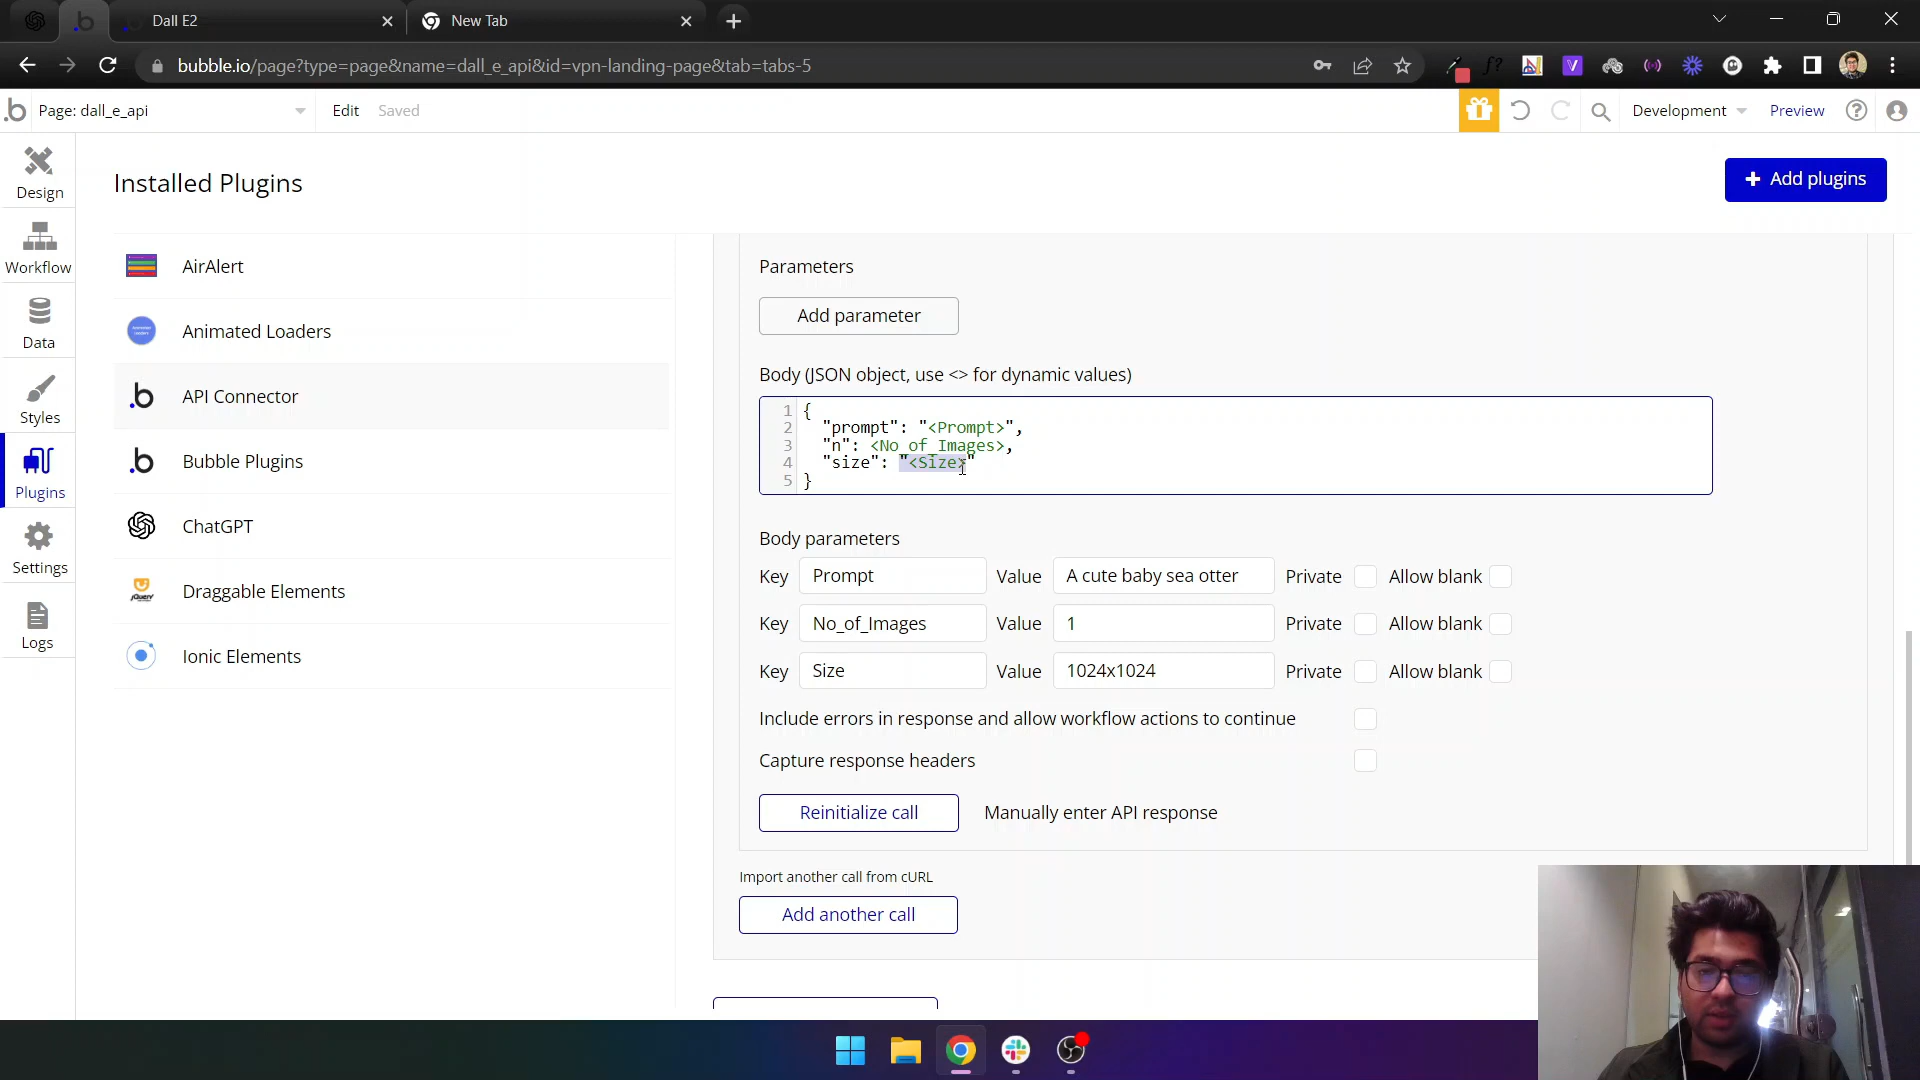 Dall E2
New Tab
bubble.io/page?type=page&name=dall_e_api&id=vpn-landing-page&tab=tabs-5
Page: dall_e_api
Edit
Saved
Development
Preview
Design
Workflow
Data
Styles
Plugins
Settings
Logs
Installed Plugins
+ Add plugins
AirAlert
Animated Loaders
API Connector
Bubble Plugins
ChatGPT
Draggable Elements
Ionic Elements
Parameters
Add parameter
Body (JSON object, use <> for dynamic values)
1 {
2 "prompt": "<Prompt>",
3 "n": <No_of_Images>,
4 "size": "<Size>"
5 }
Body parameters
Key Prompt Value A cute baby sea otter Private Allow blank
Key No_of_Images Value 1 Private Allow blank
Key Size Value 1024x1024 Private Allow blank
Include errors in response and allow workflow actions to continue
Capture response headers
Reinitialize call Manually enter API response
Import another call from cURL
Add another call